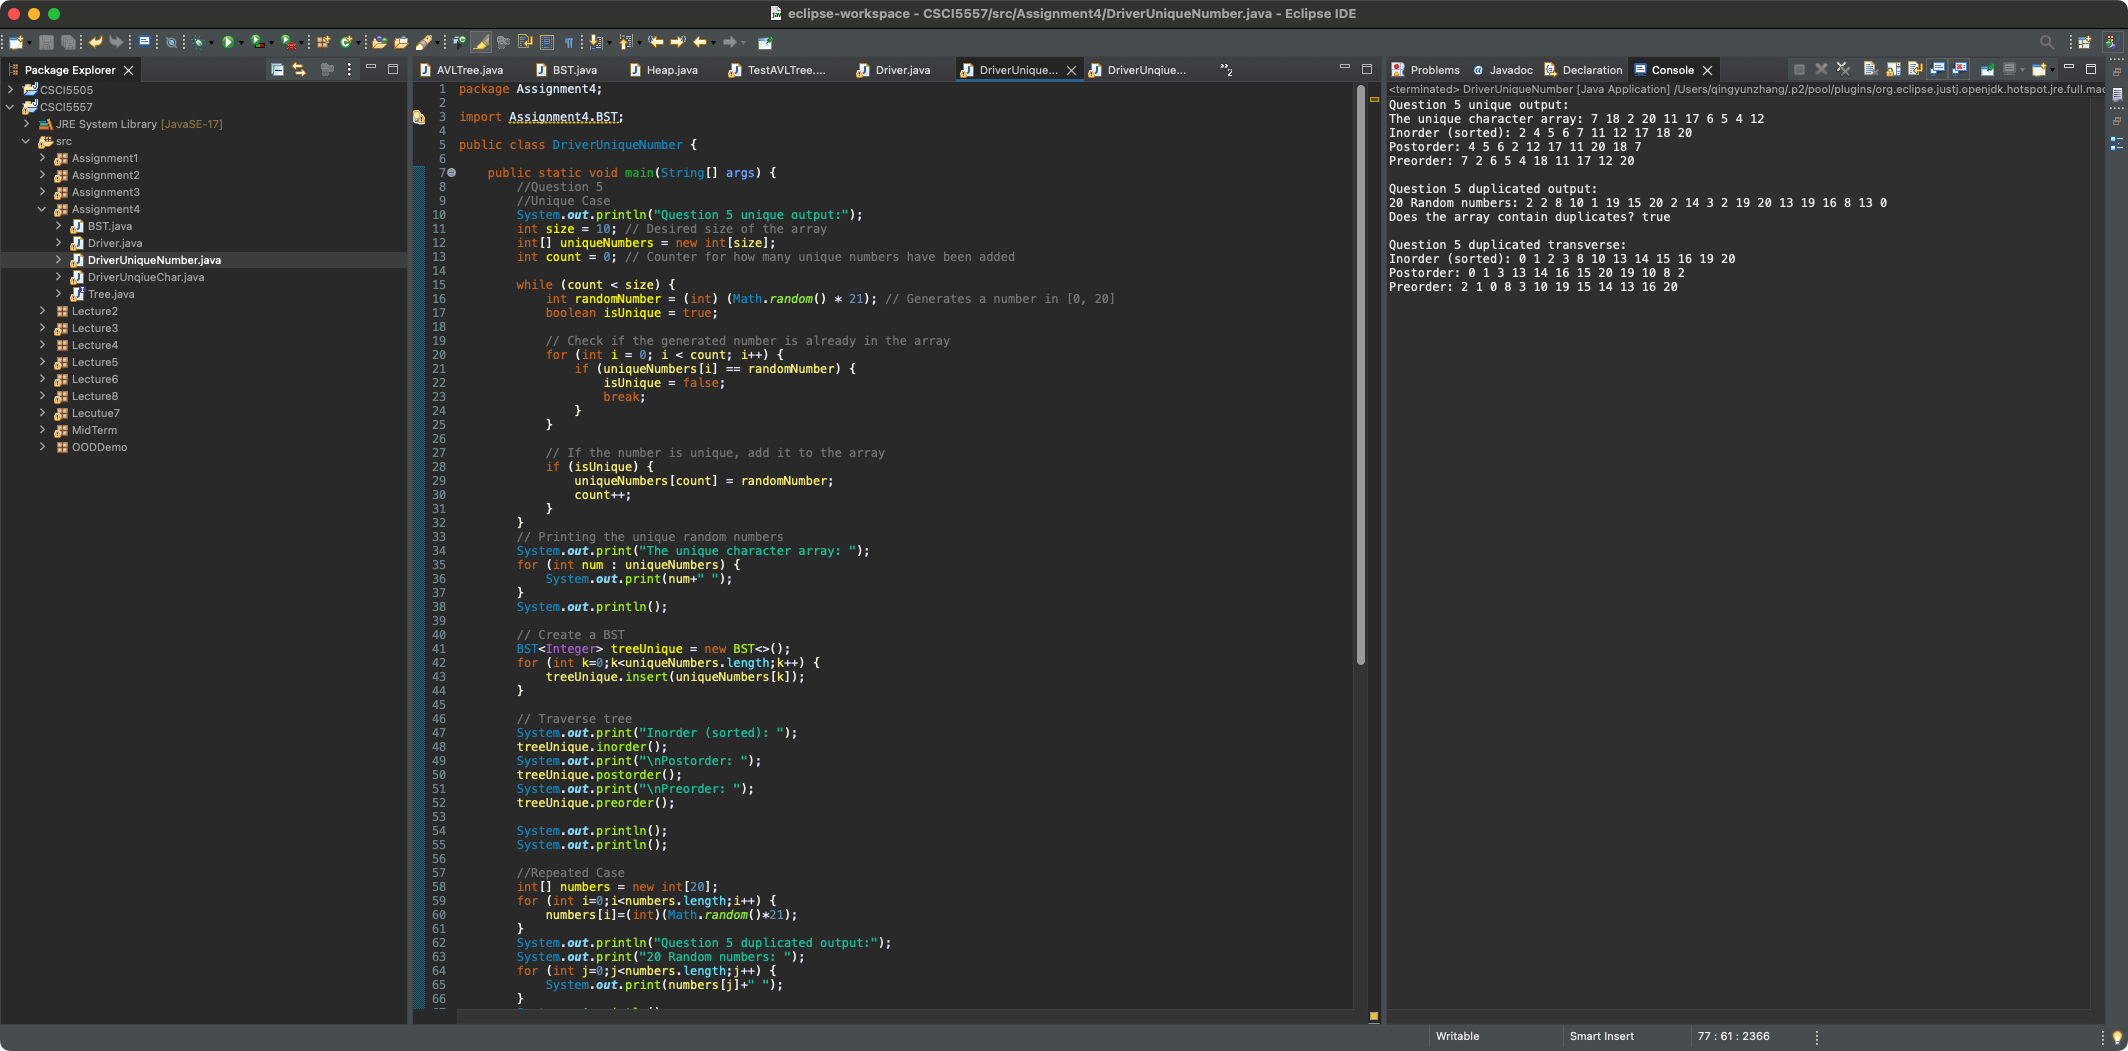 eclipse-workspace - CSCI5557/src/Assignment4/DriverUniqueNumber.java - Eclipse IDE
Package Explorer
CSCI5505
CSCI5557
JRE System Library [JavaSE-17]
src
Assignment1
Assignment2
Assignment3
Assignment4
BST.java
Driver.java
DriverUniqueNumber.java
DriverUnqiueChar.java
Tree.java
Lecture2
Lecture3
Lecture4
Lecture5
Lecture6
Lecture8
Lecutue7
MidTerm
OODDemo
AVLTree.java BST.java Heap.java TestAVLTree.... Driver.java DriverUnique... DriverUnqiue... »2
1 package Assignment4;
2
3 import Assignment4.BST;
4
5 public class DriverUniqueNumber {
6
7 public static void main(String[] args) {
8 //Question 5
9 //Unique Case
10 System.out.println("Question 5 unique output:");
11 int size = 10; // Desired size of the array
12 int[] uniqueNumbers = new int[size];
13 int count = 0; // Counter for how many unique numbers have been added
14
15 while (count < size) {
16 int randomNumber = (int) (Math.random() * 21); // Generates a number in [0, 20]
17 boolean isUnique = true;
18
19 // Check if the generated number is already in the array
20 for (int i = 0; i < count; i++) {
21 if (uniqueNumbers[i] == randomNumber) {
22 isUnique = false;
23 break;
24 }
25 }
26
27 // If the number is unique, add it to the array
28 if (isUnique) {
29 uniqueNumbers[count] = randomNumber;
30 count++;
31 }
32 }
33 // Printing the unique random numbers
34 System.out.print("The unique character array: ");
35 for (int num : uniqueNumbers) {
36 System.out.print(num+" ");
37 }
38 System.out.println();
39
40 // Create a BST
41 BST<Integer> treeUnique = new BST<>();
42 for (int k=0;k<uniqueNumbers.length;k++) {
43 treeUnique.insert(uniqueNumbers[k]);
44 }
45
46 // Traverse tree
47 System.out.print("Inorder (sorted): ");
48 treeUnique.inorder();
49 System.out.print("\nPostorder: ");
50 treeUnique.postorder();
51 System.out.print("\nPreorder: ");
52 treeUnique.preorder();
53
54 System.out.println();
55 System.out.println();
56
57 //Repeated Case
58 int[] numbers = new int[20];
59 for (int i=0;i<numbers.length;i++) {
60 numbers[i]=(int)(Math.random()*21);
61 }
62 System.out.println("Question 5 duplicated output:");
63 System.out.print("20 Random numbers: ");
64 for (int j=0;j<numbers.length;j++) {
65 System.out.print(numbers[j]+" ");
66 }
Problems Javadoc Declaration Console
<terminated> DriverUniqueNumber [Java Application] /Users/qingyunzhang/.p2/pool/plugins/org.eclipse.justj.openjdk.hotspot.jre.full.mac
Question 5 unique output:
The unique character array: 7 18 2 20 11 17 6 5 4 12
Inorder (sorted): 2 4 5 6 7 11 12 17 18 20
Postorder: 4 5 6 2 12 17 11 20 18 7
Preorder: 7 2 6 5 4 18 11 17 12 20
Question 5 duplicated output:
20 Random numbers: 2 2 8 10 1 19 15 20 2 14 3 2 19 20 13 19 16 8 13 0
Does the array contain duplicates? true
Question 5 duplicated transverse:
Inorder (sorted): 0 1 2 3 8 10 13 14 15 16 19 20
Postorder: 0 1 3 13 14 16 15 20 19 10 8 2
Preorder: 2 1 0 8 3 10 19 15 14 13 16 20
Writable Smart Insert 77 : 61 : 2366